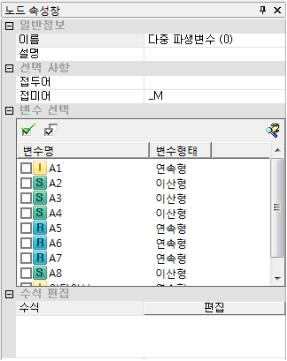 노드 속성창
일반정보
이름 다중 파생변수 (0)
설명
선택 사항
접두어
접미어 _M
변수 선택
변수명 변수형태
I A1 연속형
S A2 이산형
S A3 이산형
S A4 이산형
R A5 연속형
R A6 연속형
R A7 연속형
S A8 이산형
수식 편집
수식 편집